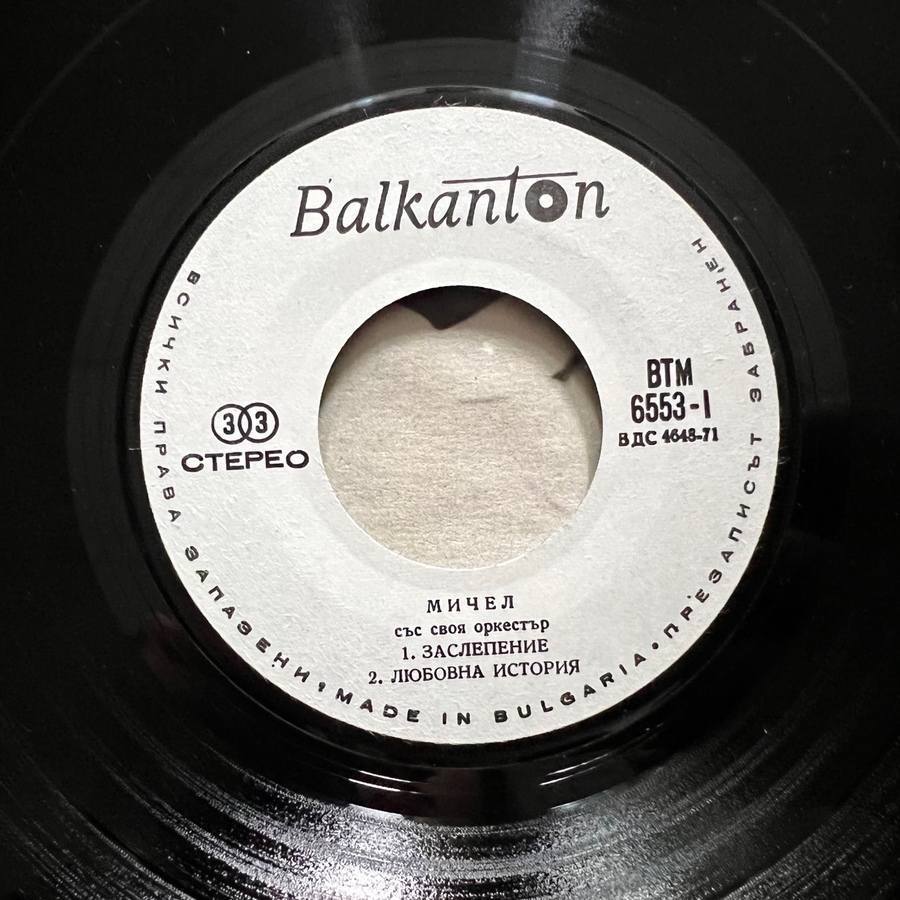 Balkanton
33
СТЕРЕО
ВТМ
6553-I
ВДС 4648-71
МИЧЕЛ
със своя оркестър
1. ЗАСЛЕПЕНИЕ
2. ЛЮБОВНА ИСТОРИЯ
ВСИЧКИ ПРАВА ЗАПАЗЕНИ • MADE IN BULGARIA • ПРЕЗАПИСЪТ ЗАБРАНЕН